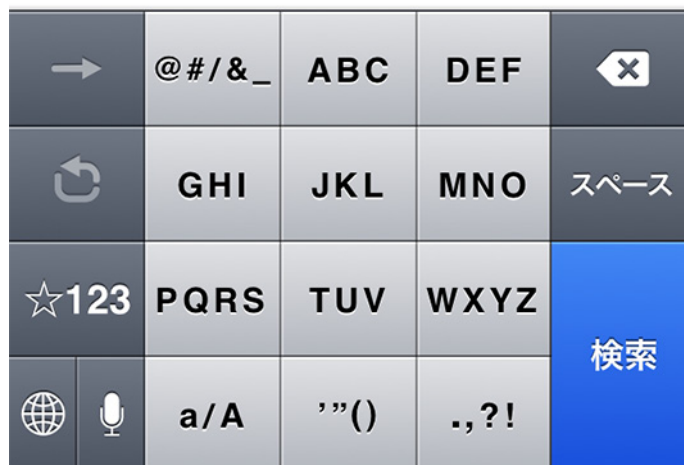 @#/&_ ABC DEF
GHI JKL MNO スペース
☆123 PQRS TUV WXYZ
検索
a/A ’”() .,?!